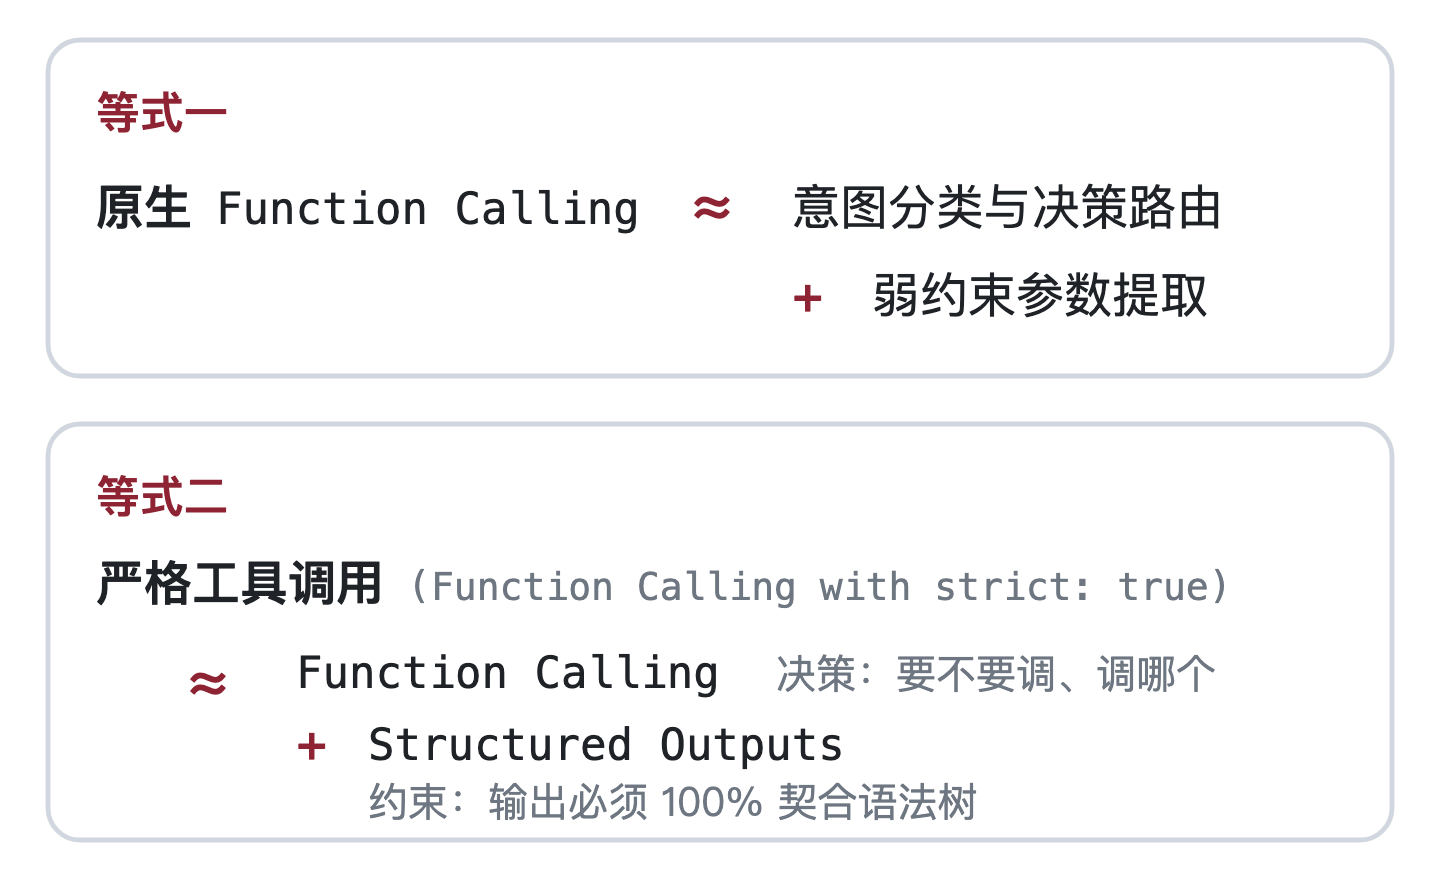 等式一
原生 Function Calling ≈ 意图分类与决策路由
+ 弱约束参数提取
等式二
严格工具调用 (Function Calling with strict: true)
≈ Function Calling 决策：要不要调、调哪个
+ Structured Outputs
约束：输出必须 100% 契合语法树